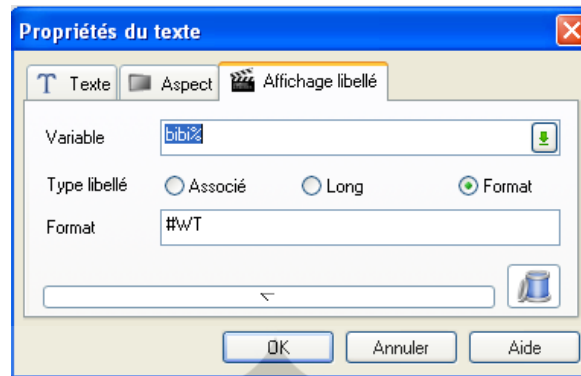 Propriétés du texte
Texte Aspect Affichage libellé
Variable bibi%
Type libellé Associé Long Format
Format #WT
OK Annuler Aide